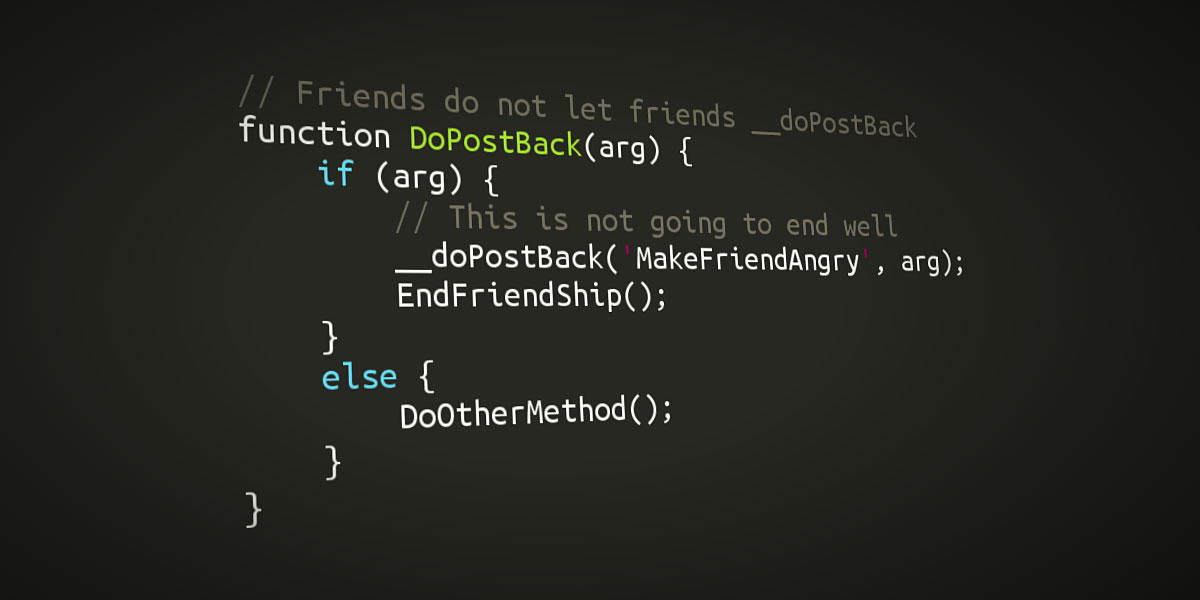 // Friends do not let friends __doPostBack
function DoPostBack(arg) {
    if (arg) {
        // This is not going to end well
        __doPostBack('MakeFriendAngry', arg);
        EndFriendShip();
    }
    else {
        DoOtherMethod();
    }
}